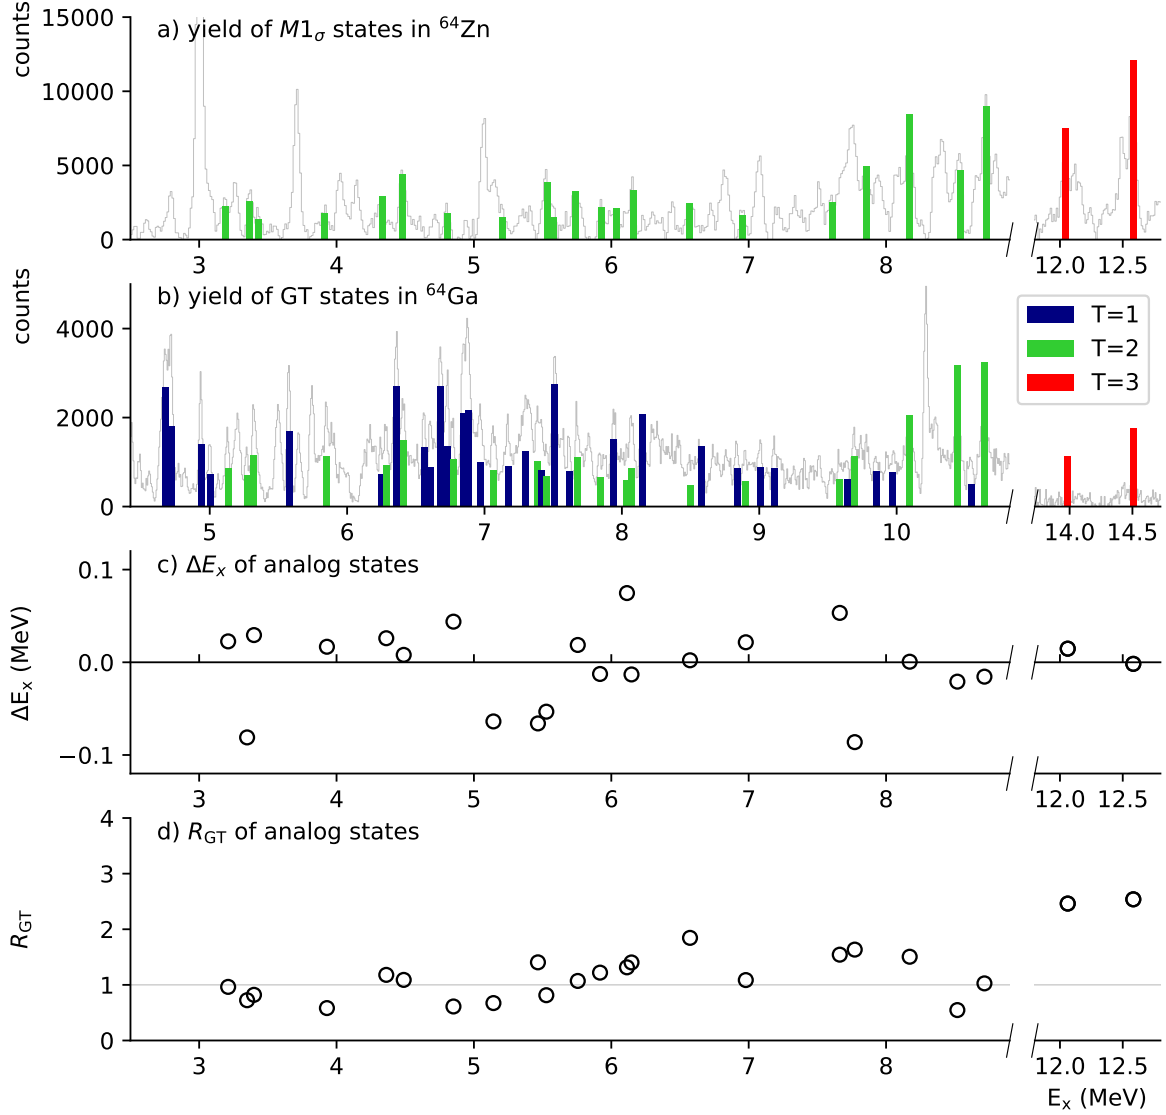 a) yield of M1σ states in ⁶⁴Zn
counts
15000
10000
5000
0
3 4 5 6 7 8 12.0 12.5
b) yield of GT states in ⁶⁴Ga
counts
4000
2000
0
T=1
T=2
T=3
5 6 7 8 9 10 14.0 14.5
c) ΔEₓ of analog states
ΔEₓ (MeV)
0.1
0.0
−0.1
3 4 5 6 7 8 12.0 12.5
d) R_GT of analog states
R_GT
4
3
2
1
0
3 4 5 6 7 8 12.0 12.5
Eₓ (MeV)